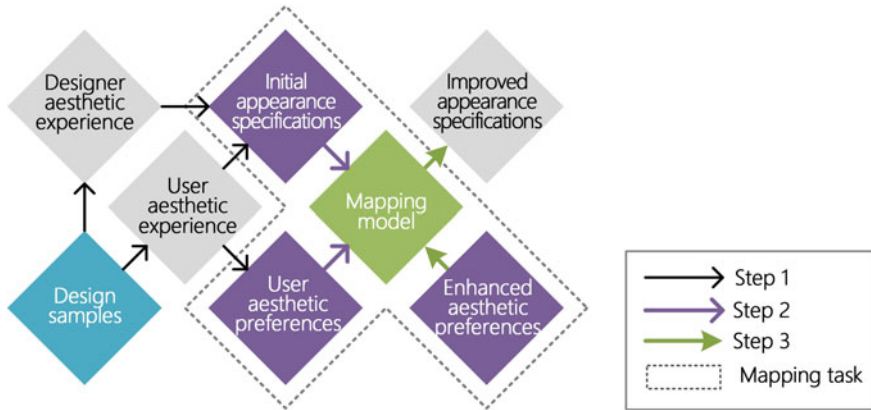 Designer
aesthetic
experience
Initial
appearance
specifications
Improved
appearance
specifications
User
aesthetic
experience
Mapping
model
Design
samples
User
aesthetic
preferences
Enhanced
aesthetic
preferences
Step 1
Step 2
Step 3
Mapping task